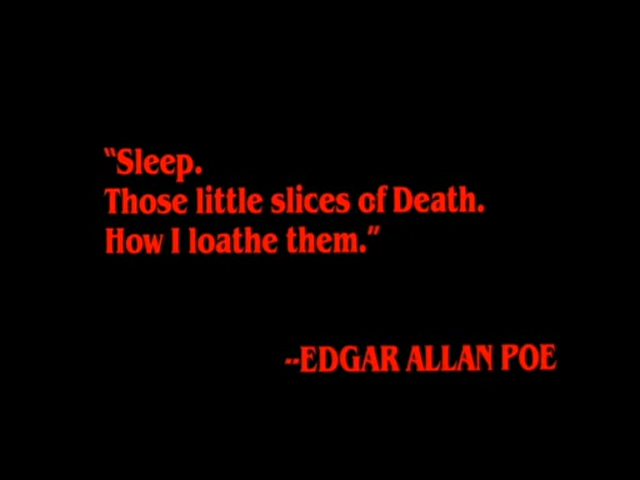 "Sleep.
Those little slices of Death.
How I loathe them."
--EDGAR ALLAN POE